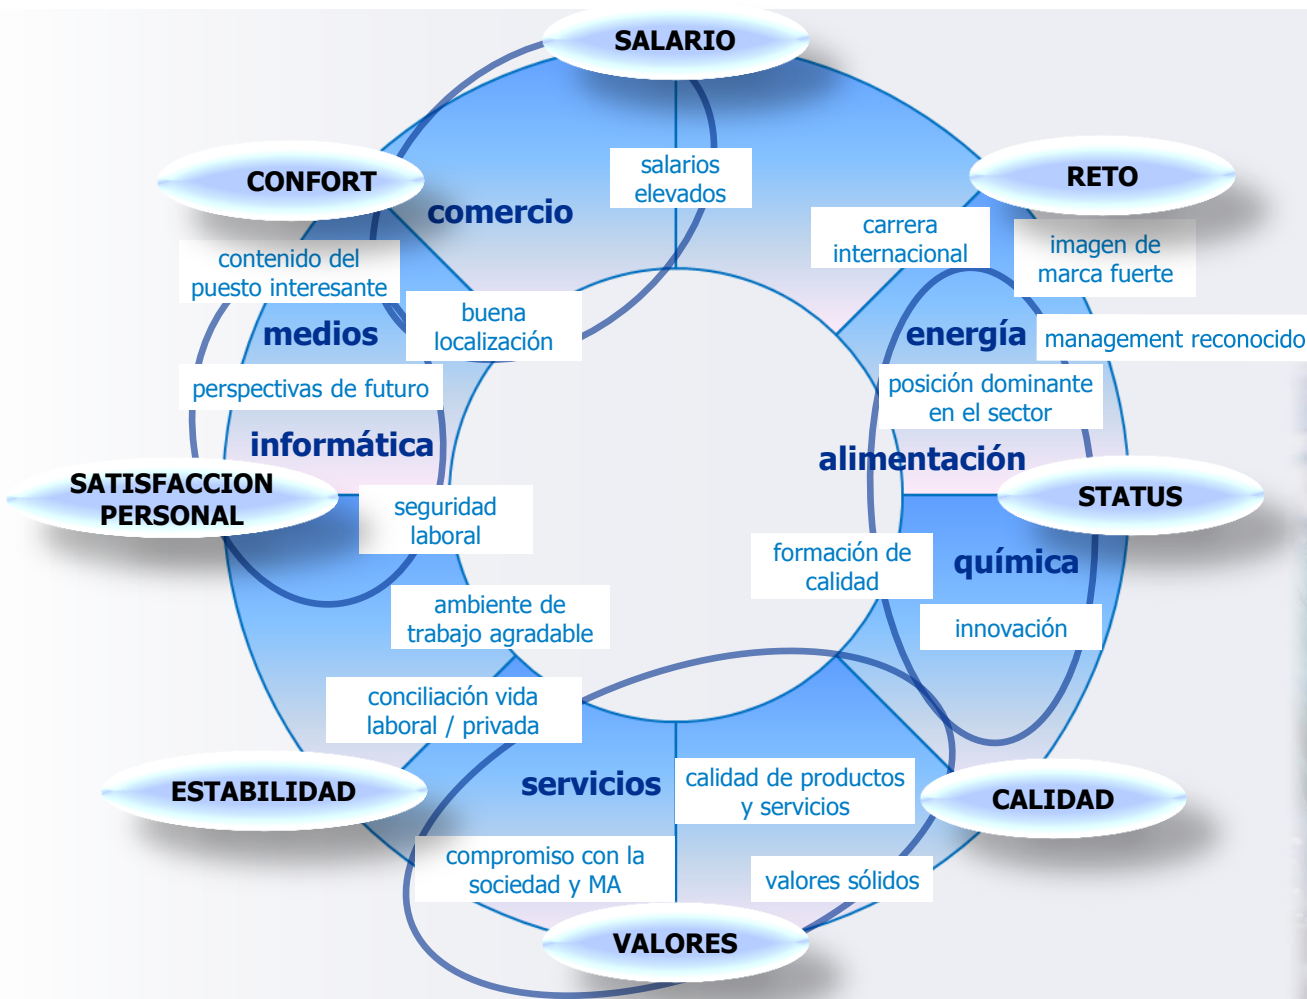 SALARIO
CONFORT
RETO
salarios
elevados
comercio
carrera
internacional
imagen de
marca fuerte
contenido del
puesto interesante
medios
buena
localización
energía
management reconocido
perspectivas de futuro
posición dominante
en el sector
informática
alimentación
SATISFACCION
PERSONAL
STATUS
seguridad
laboral
formación de
calidad
química
ambiente de
trabajo agradable
innovación
conciliación vida
laboral / privada
servicios
calidad de productos
y servicios
ESTABILIDAD
CALIDAD
compromiso con la
sociedad y MA
valores sólidos
VALORES